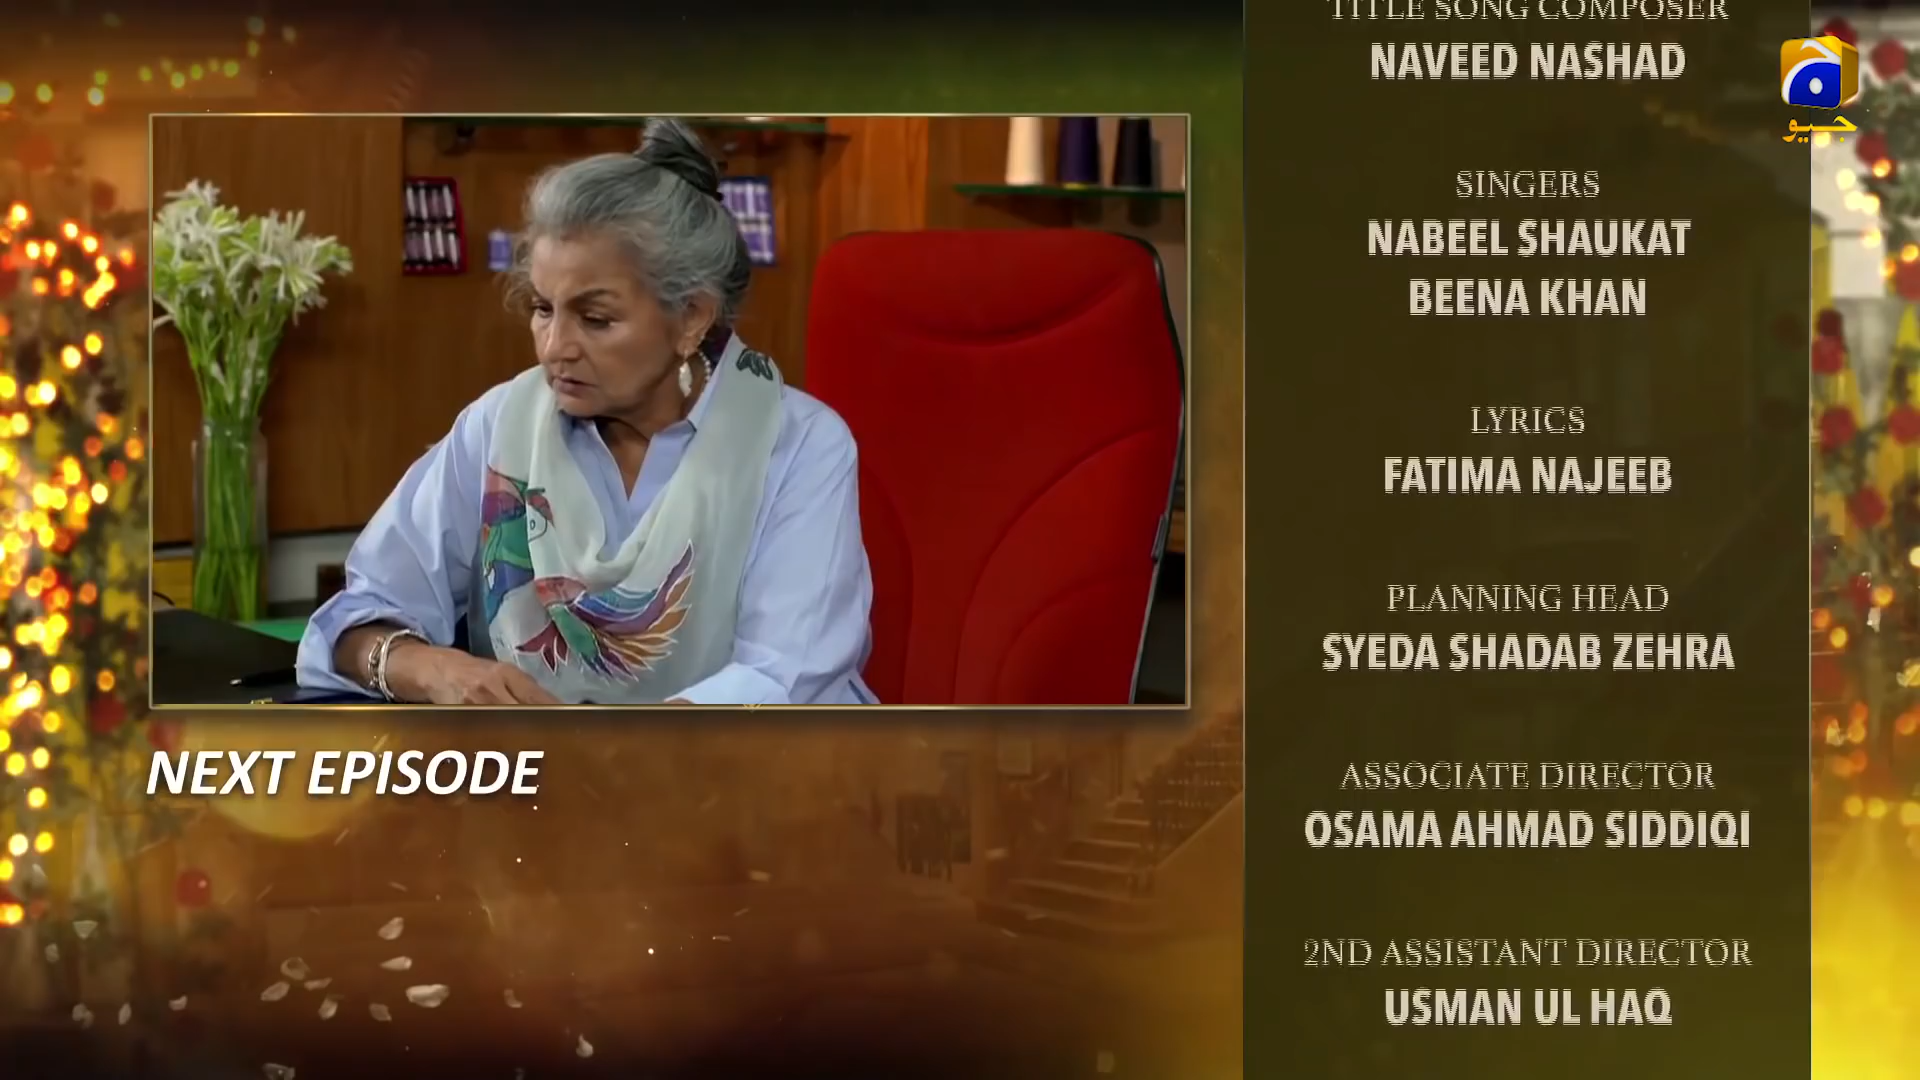 TITLE SONG COMPOSER
NAVEED NASHAD
جیو
SINGERS
NABEEL SHAUKAT
BEENA KHAN
LYRICS
FATIMA NAJEEB
PLANNING HEAD
SYEDA SHADAB ZEHRA
NEXT EPISODE
ASSOCIATE DIRECTOR
OSAMA AHMAD SIDDIQI
2ND ASSISTANT DIRECTOR
USMAN UL HAQ